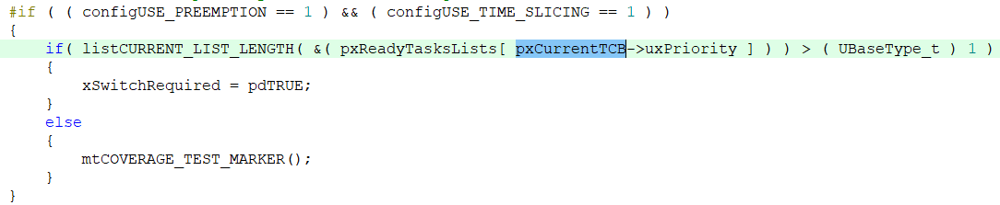 #if ( ( configUSE_PREEMPTION == 1 ) && ( configUSE_TIME_SLICING == 1 ) )
{
    if( listCURRENT_LIST_LENGTH( &( pxReadyTasksLists[ pxCurrentTCB->uxPriority ] ) ) > ( UBaseType_t ) 1 )
    {
        xSwitchRequired = pdTRUE;
    }
    else
    {
        mtCOVERAGE_TEST_MARKER();
    }
}